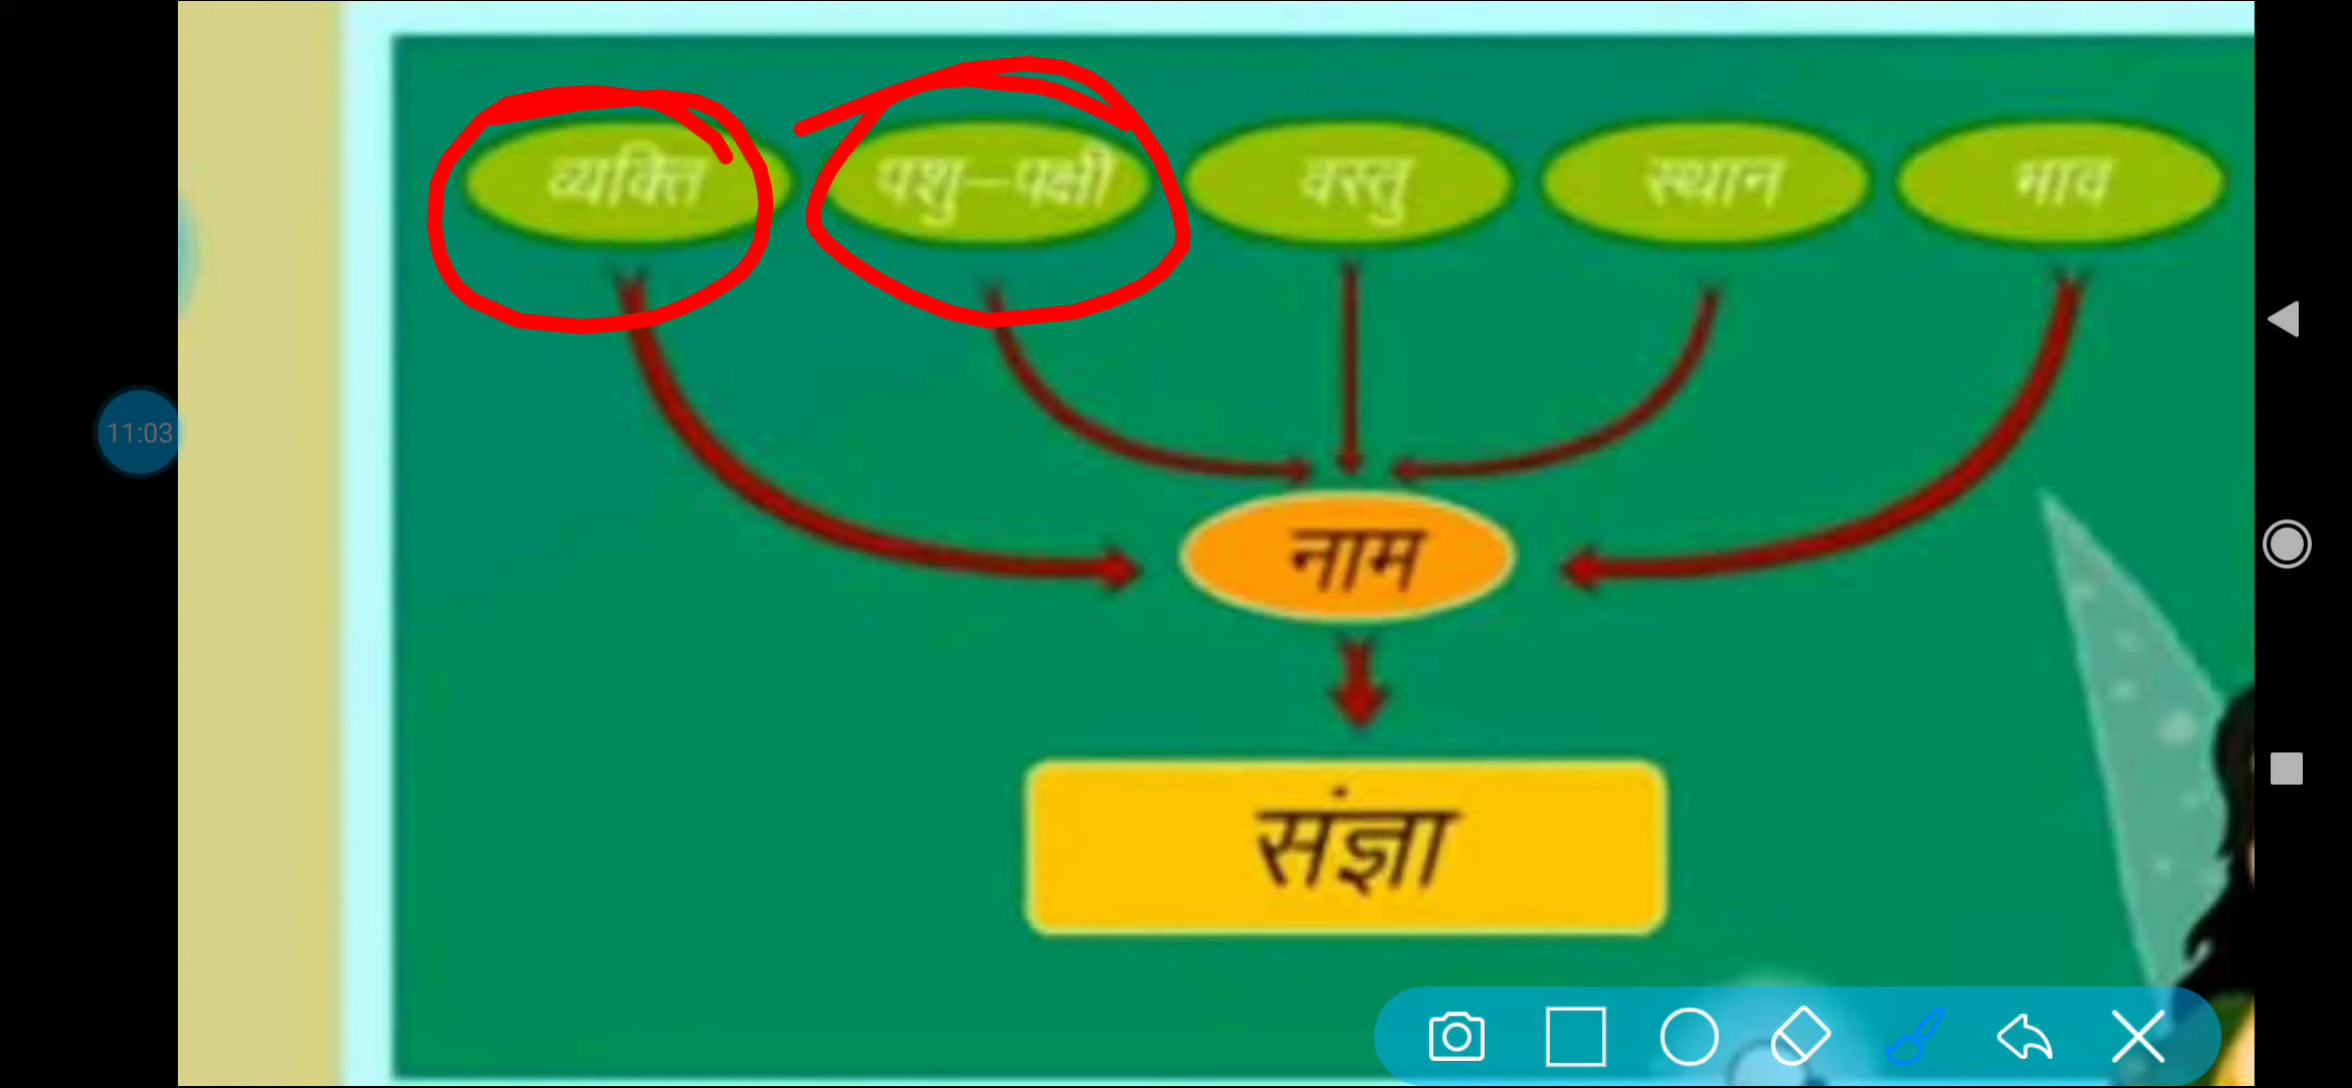 व्यक्ति पशु–पक्षी वस्तु स्थान भाव
11:03
नाम
संज्ञा